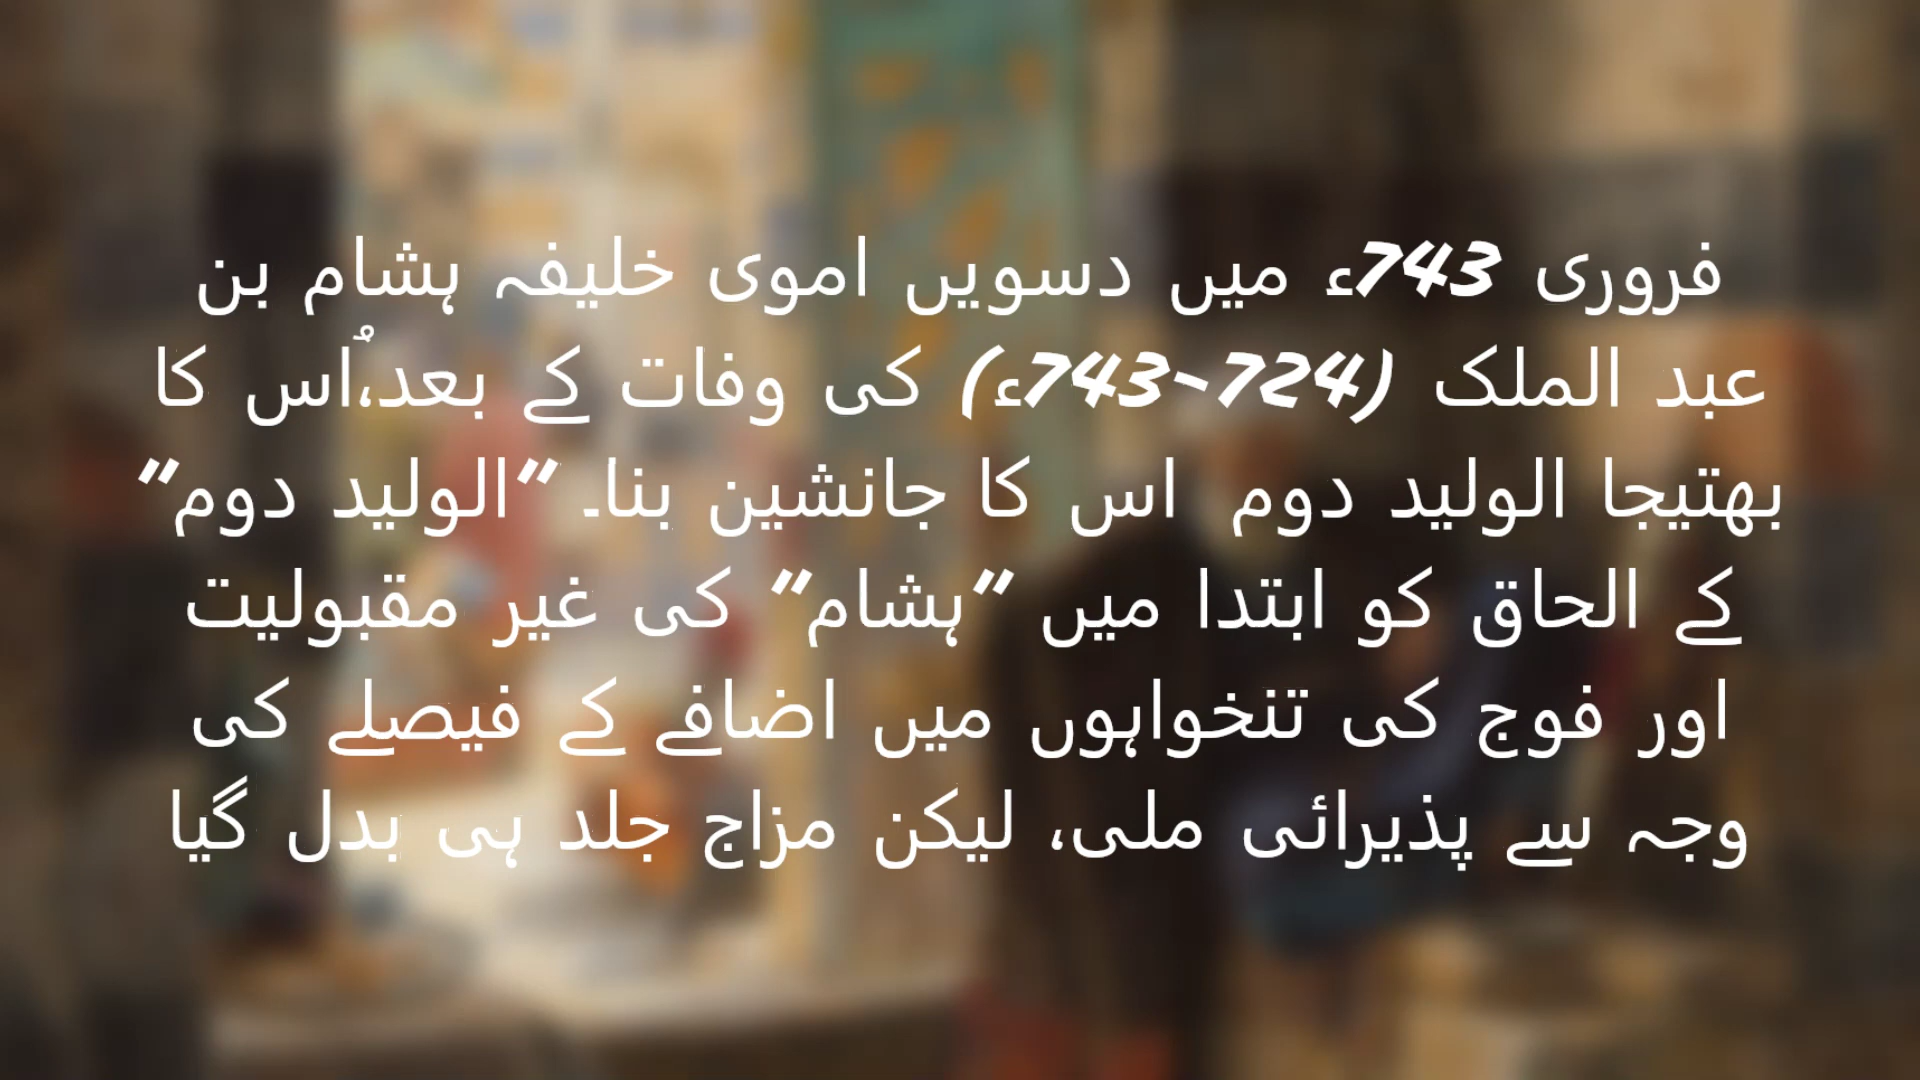 فروری 743ء میں دسویں اموی خلیفہ ہشام بن
عبد الملک (724-743ء) کی وفات کے بعد،اُس کا
بھتیجا الولید دوم اس کا جانشین بنا۔ "الولید دوم"
کے الحاق کو ابتدا میں "ہشام" کی غیر مقبولیت
اور فوج کی تنخواہوں میں اضافے کے فیصلے کی
وجہ سے پذیرائی ملی، لیکن مزاج جلد ہی بدل گیا